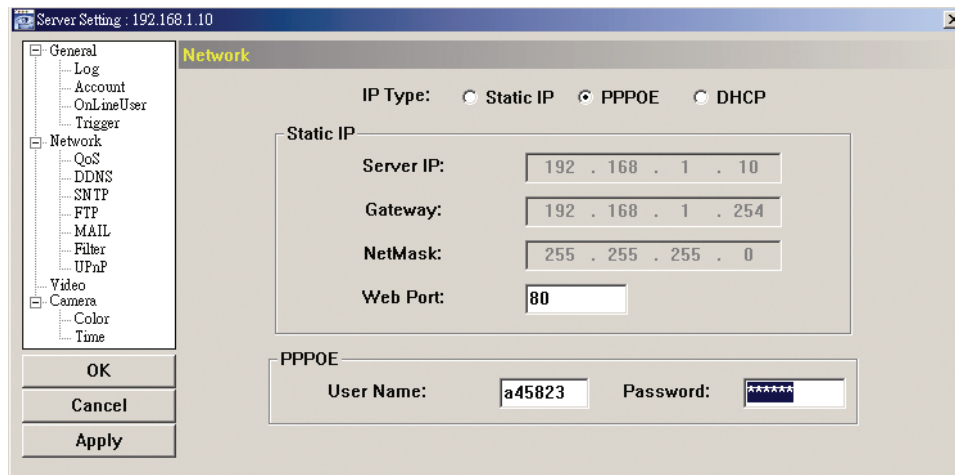 Server Setting : 192.168.1.10
General
Log
Account
OnLineUser
Trigger
Network
QoS
DDNS
SNTP
FTP
MAIL
Filter
UPnP
Video
Camera
Color
Time
OK
Cancel
Apply
Network
IP Type: Static IP PPPOE DHCP
Static IP
Server IP: 192 . 168 . 1 . 10
Gateway: 192 . 168 . 1 . 254
NetMask: 255 . 255 . 255 . 0
Web Port: 80
PPPOE
User Name: a45823 Password: ******